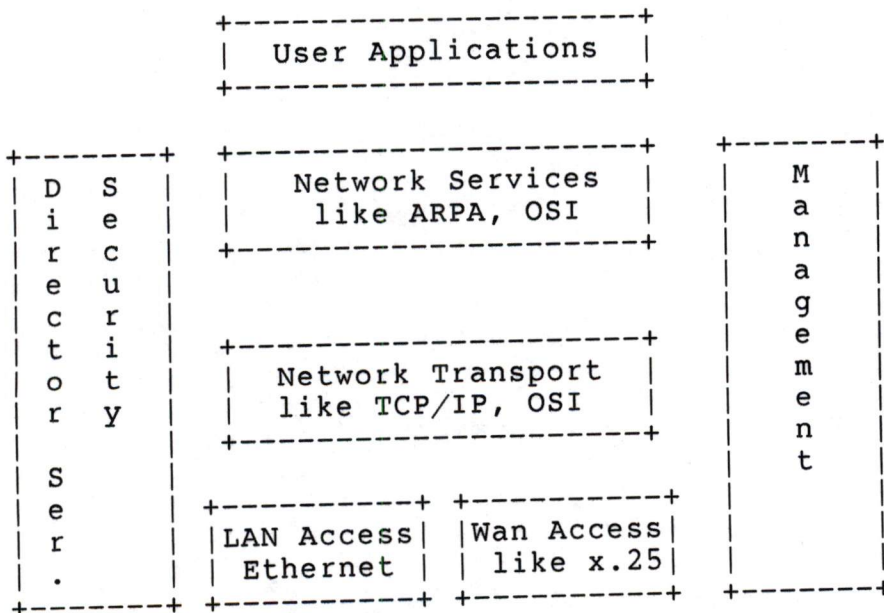 User Applications
Director Ser.
Security
Network Services
like ARPA, OSI
Network Transport
like TCP/IP, OSI
LAN Access
Ethernet
Wan Access
like x.25
Management